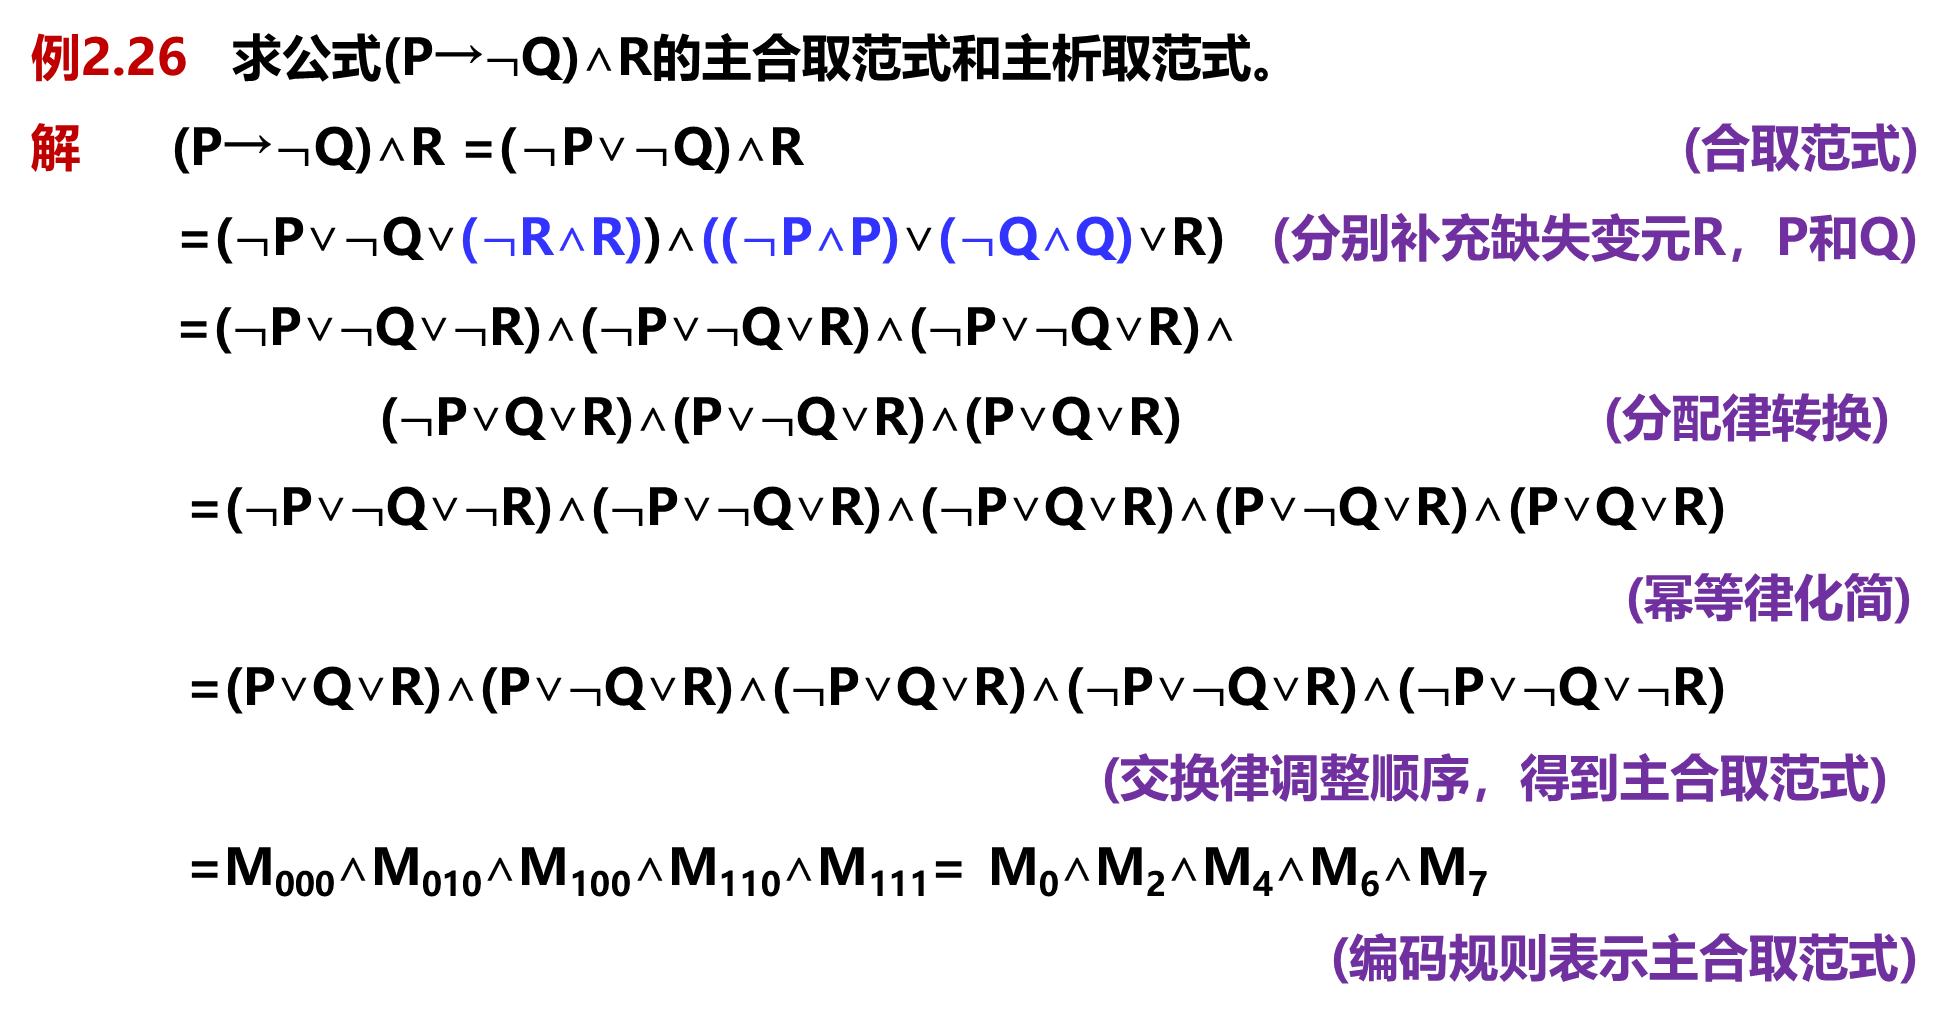 例2.26 求公式(P→¬Q)∧R的主合取范式和主析取范式。
解 (P→¬Q)∧R =(¬P∨¬Q)∧R (合取范式)
=(¬P∨¬Q∨(¬R∧R))∧((¬P∧P)∨(¬Q∧Q)∨R) (分别补充缺失变元R，P和Q)
=(¬P∨¬Q∨¬R)∧(¬P∨¬Q∨R)∧(¬P∨¬Q∨R)∧
(¬P∨Q∨R)∧(P∨¬Q∨R)∧(P∨Q∨R) (分配律转换)
=(¬P∨¬Q∨¬R)∧(¬P∨¬Q∨R)∧(¬P∨Q∨R)∧(P∨¬Q∨R)∧(P∨Q∨R)
(幂等律化简)
=(P∨Q∨R)∧(P∨¬Q∨R)∧(¬P∨Q∨R)∧(¬P∨¬Q∨R)∧(¬P∨¬Q∨¬R)
(交换律调整顺序，得到主合取范式)
=M₀₀₀∧M₀₁₀∧M₁₀₀∧M₁₁₀∧M₁₁₁= M₀∧M₂∧M₄∧M₆∧M₇
(编码规则表示主合取范式)